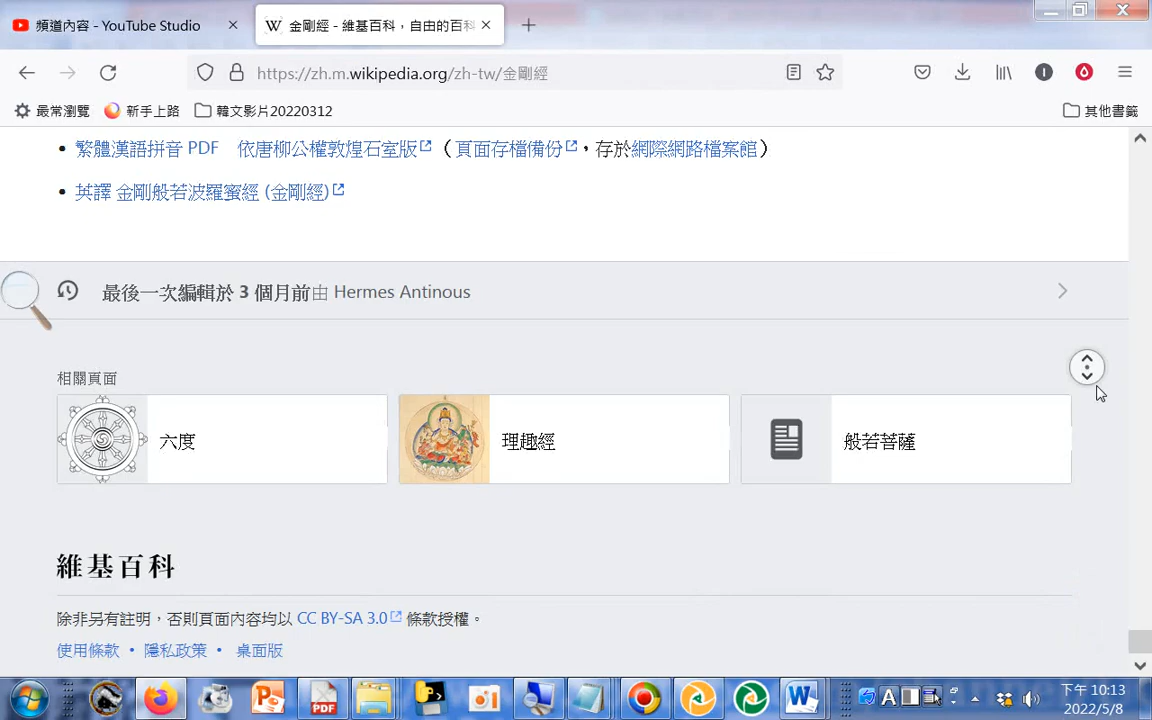 頻道內容 - YouTube Studio
金剛經 - 維基百科，自由的百科
https://zh.m.wikipedia.org/zh-tw/金剛經
最常瀏覽 新手上路 韓文影片20220312 其他書籤
• 繁體漢語拼音 PDF 依唐柳公權敦煌石室版（頁面存檔備份，存於網際網路檔案館）
• 英譯 金剛般若波羅蜜經 (金剛經)
最後一次編輯於 3 個月前由 Hermes Antinous
相關頁面
六度
理趣經
般若菩薩
維基百科
除非另有註明，否則頁面內容均以 CC BY-SA 3.0 條款授權。
使用條款 • 隱私政策 • 桌面版
下午 10:13
2022/5/8